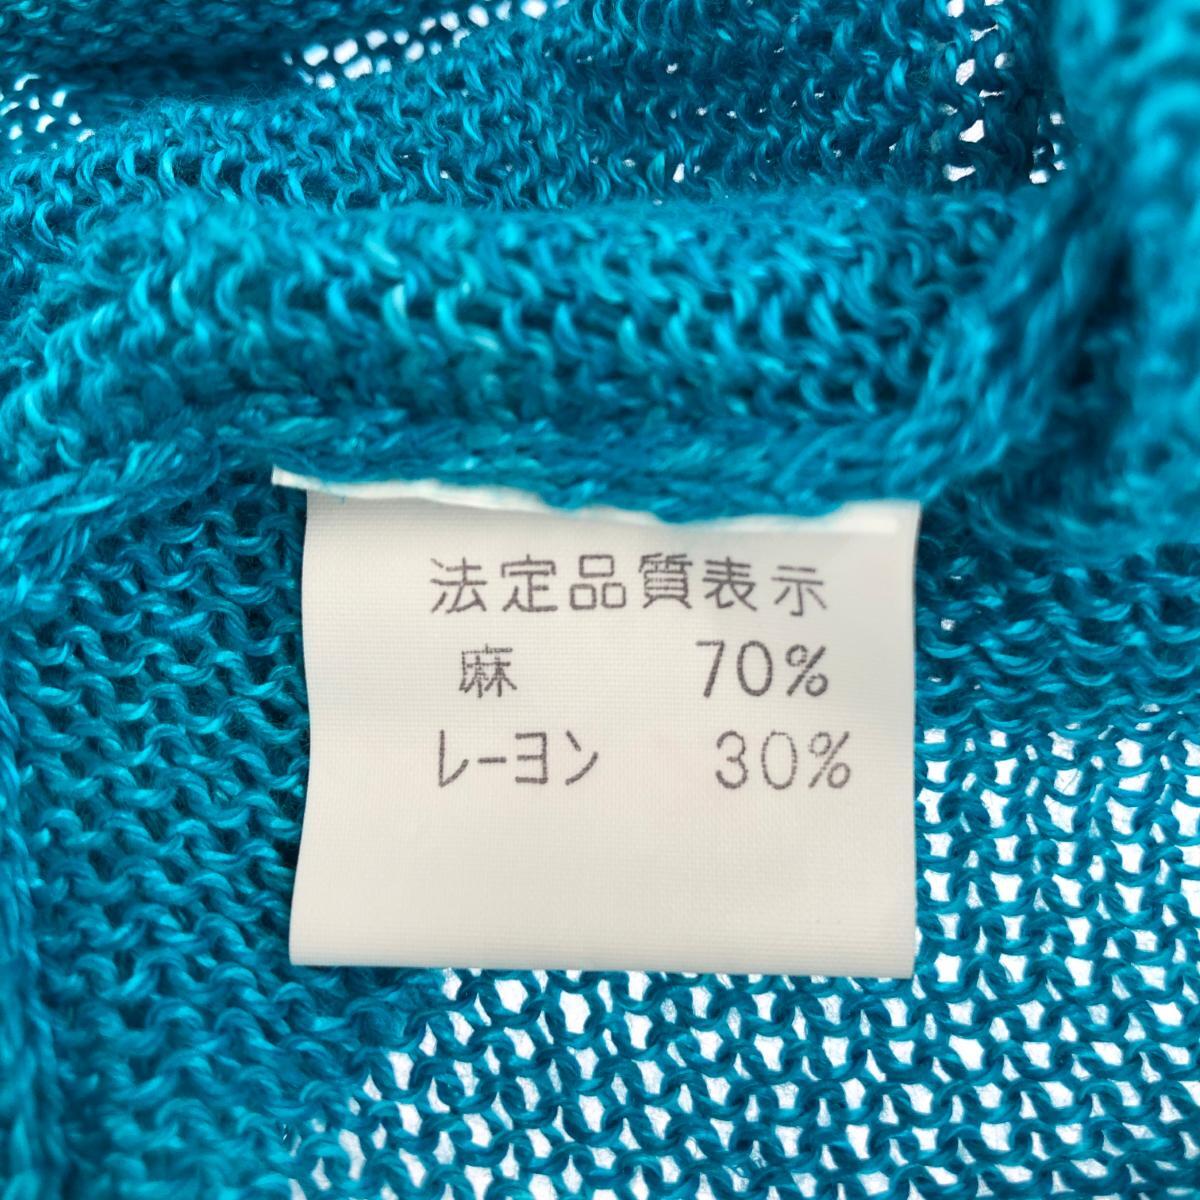 法定品質表示
麻 70%
レーヨン 30%